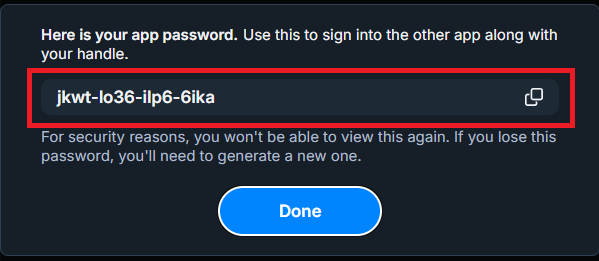 Here is your app password. Use this to sign into the other app along with
your handle.
jkwt-lo36-ilp6-6ika
For security reasons, you won't be able to view this again. If you lose this
password, you'll need to generate a new one.
Done